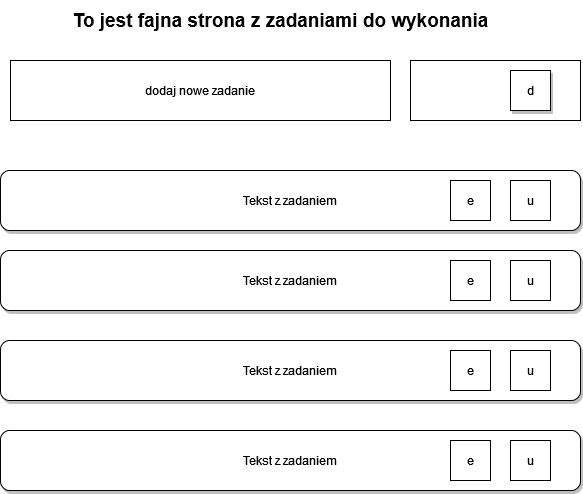 To jest fajna strona z zadaniami do wykonania
dodaj nowe zadanie d
Tekst z zadaniem e u
Tekst z zadaniem e u
Tekst z zadaniem e u
Tekst z zadaniem e u